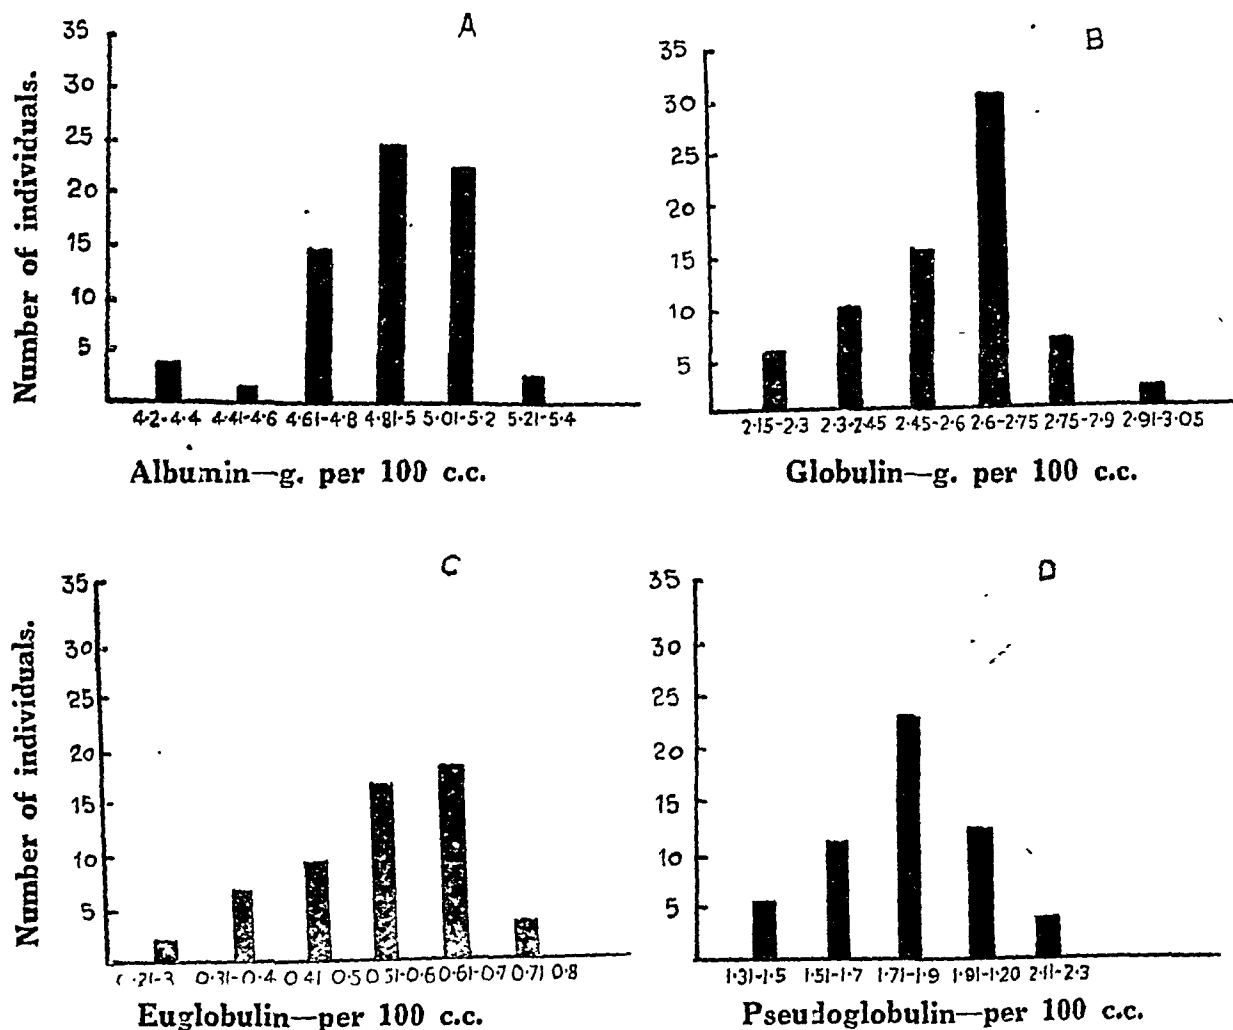 A
35
30
25
20
15
10
5
Number of individuals.
4·2-4·4 4·41-4·6 4·61-4·8 4·81-5 5·01-5·2 5·21-5·4
Albumin—g. per 100 c.c.
B
35
30
25
20
15
10
5
2·15-2·3 2·3-2·45 2·45-2·6 2·6-2·75 2·75-2·9 2·91-3·05
Globulin—g. per 100 c.c.
C
35
30
25
20
15
10
5
Number of individuals.
0·31-0·4 0·41 0·5 0·51-0·6 0·61-0·7 0·71 0·8
Euglobulin—per 100 c.c.
D
35
30
25
20
15
10
5
1·31-1·5 1·51-1·7 1·71-1·9 1·91-1·20 2·11-2·3
Pseudoglobulin—per 100 c.c.